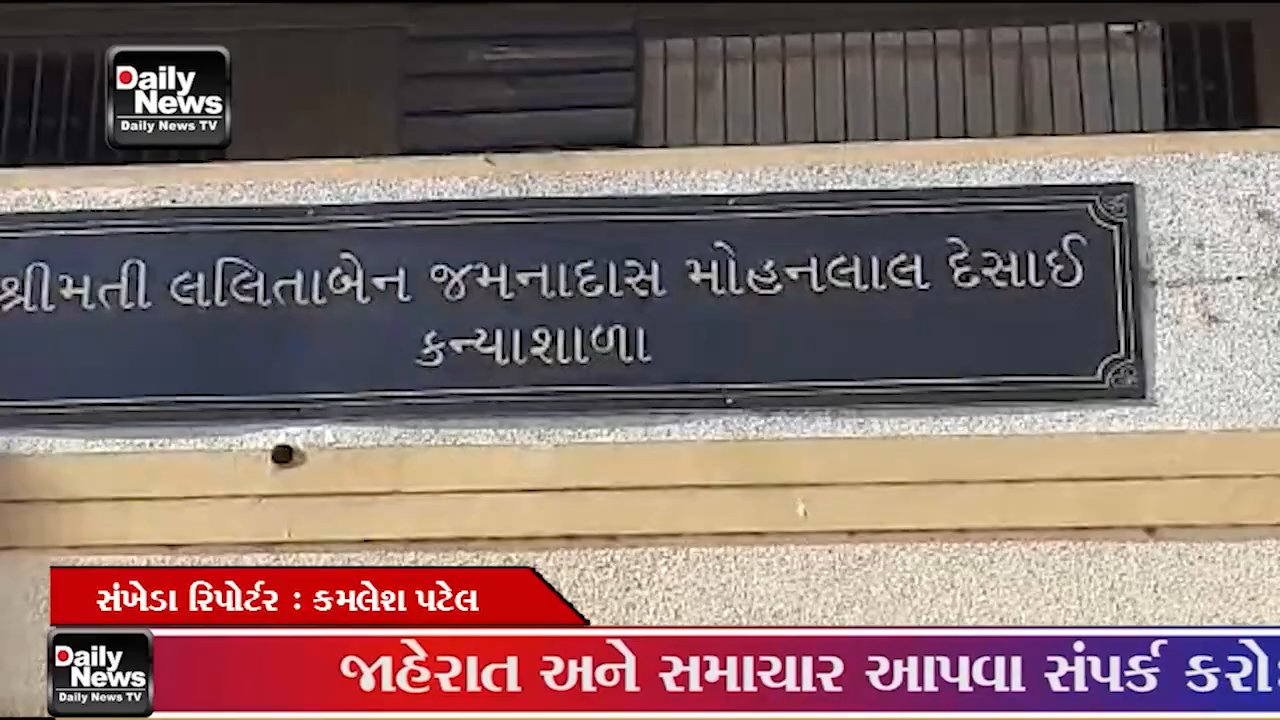 Daily
News
Daily News TV
શ્રીમતી લલિતાબેન જમનાદાસ મોહનલાલ દેસાઈ
કન્યાશાળા
સંખેડા રિપોર્ટર : કમલેશ પટેલ
Daily
News
Daily News TV
જાહેરાત અને સમાચાર આપવા સંપર્ક કરો